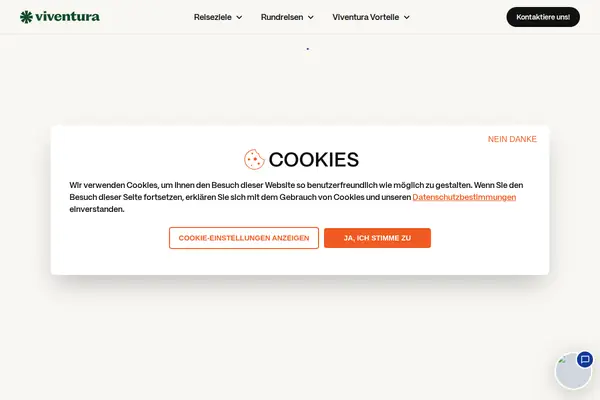 viventura
Reiseziele
Rundreisen
Viventura Vorteile
Kontaktiere uns!
NEIN DANKE
COOKIES
Wir verwenden Cookies, um Ihnen den Besuch dieser Website so benutzerfreundlich wie möglich zu gestalten. Wenn Sie den
Besuch dieser Seite fortsetzen, erklären Sie sich mit dem Gebrauch von Cookies und unseren Datenschutzbestimmungen
einverstanden.
COOKIE-EINSTELLUNGEN ANZEIGEN
JA, ICH STIMME ZU